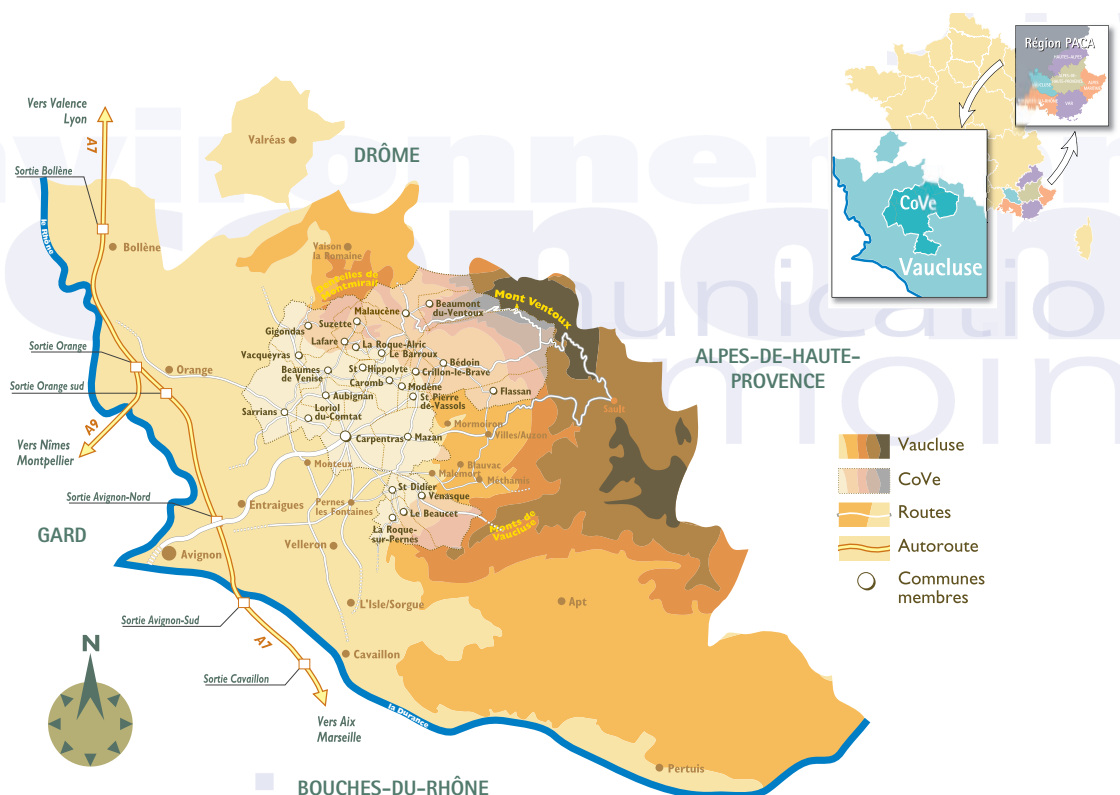 Vers Valence
Lyon
A7
Sortie Bollène
le Rhône
Bollène
Valréas
DRÔME
Vaison
la Romaine
Dentelles de
Montmirail
Mont Ventoux
Malaucène
Beaumont
du-Ventoux
Gigondas
Suzette
Lafare
La Roque-Alric
Le Barroux
Vacqueyras
Beaumes
de Venise
St Hippolyte
Bédoin
Crillon-le-Brave
Caromb
Modène
Flassan
Aubignan
St Pierre
de-Vassols
Sarrians
Loriol
du-Comtat
Sault
Mormoiron
Villes/Auzon
Carpentras
Mazan
Monteux
Blauvac
Malemort
Méthamis
St Didier
Venasque
Pernes
les Fontaines
Le Beaucet
La Roque-
sur-Pernes
Monts de
Vaucluse
Sortie Orange
Orange
Sortie Orange sud
A9
Vers Nîmes
Montpellier
Sortie Avignon-Nord
Entraigues
GARD
Avignon
Velleron
L'Isle/Sorgue
Apt
Sortie Avignon-Sud
A7
Cavaillon
Sortie Cavaillon
N
Vers Aix
Marseille
la Durance
Pertuis
BOUCHES-DU-RHÔNE
ALPES-DE-HAUTE-
PROVENCE
Région PACA
HAUTES-ALPES
VAUCLUSE
VAR
CoVe
Vaucluse
Vaucluse
CoVe
Routes
Autoroute
Communes
membres